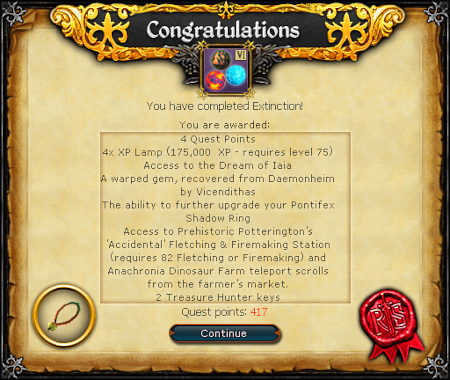 Congratulations
VI
You have completed Extinction!
You are awarded:
4 Quest Points
4x XP Lamp (175,000 XP - requires level 75)
Access to the Dream of Iaia
A warped gem, recovered from Daemonheim
by Vicendithas
The ability to further upgrade your Pontifex
Shadow Ring
Access to Prehistoric Potterington's
'Accidental' Fletching & Firemaking Station
(requires 82 Fletching or Firemaking) and
Anachronia Dinosaur Farm teleport scrolls
from the farmer's market.
2 Treasure Hunter keys
Quest points: 417
Continue
RS